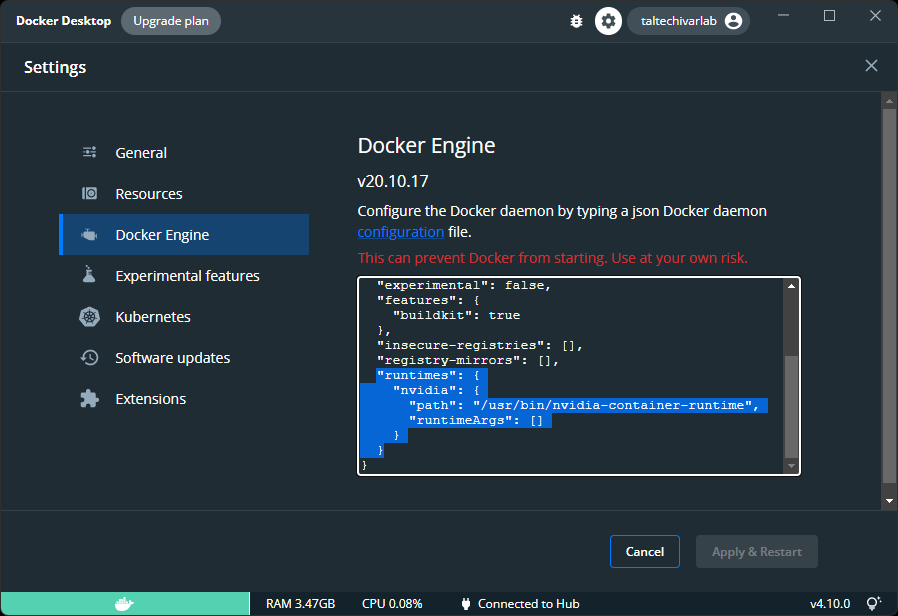 Docker Desktop
Upgrade plan
taltechivarlab
Settings
General
Resources
Docker Engine
Experimental features
Kubernetes
Software updates
Extensions
Docker Engine
v20.10.17
Configure the Docker daemon by typing a json Docker daemon
configuration file.
This can prevent Docker from starting. Use at your own risk.
"experimental": false,
"features": {
"buildkit": true
},
"insecure-registries": [],
"registry-mirrors": [],
"runtimes": {
"nvidia": {
"path": "/usr/bin/nvidia-container-runtime",
"runtimeArgs": []
}
}
}
Cancel
Apply & Restart
RAM 3.47GB
CPU 0.08%
Connected to Hub
v4.10.0